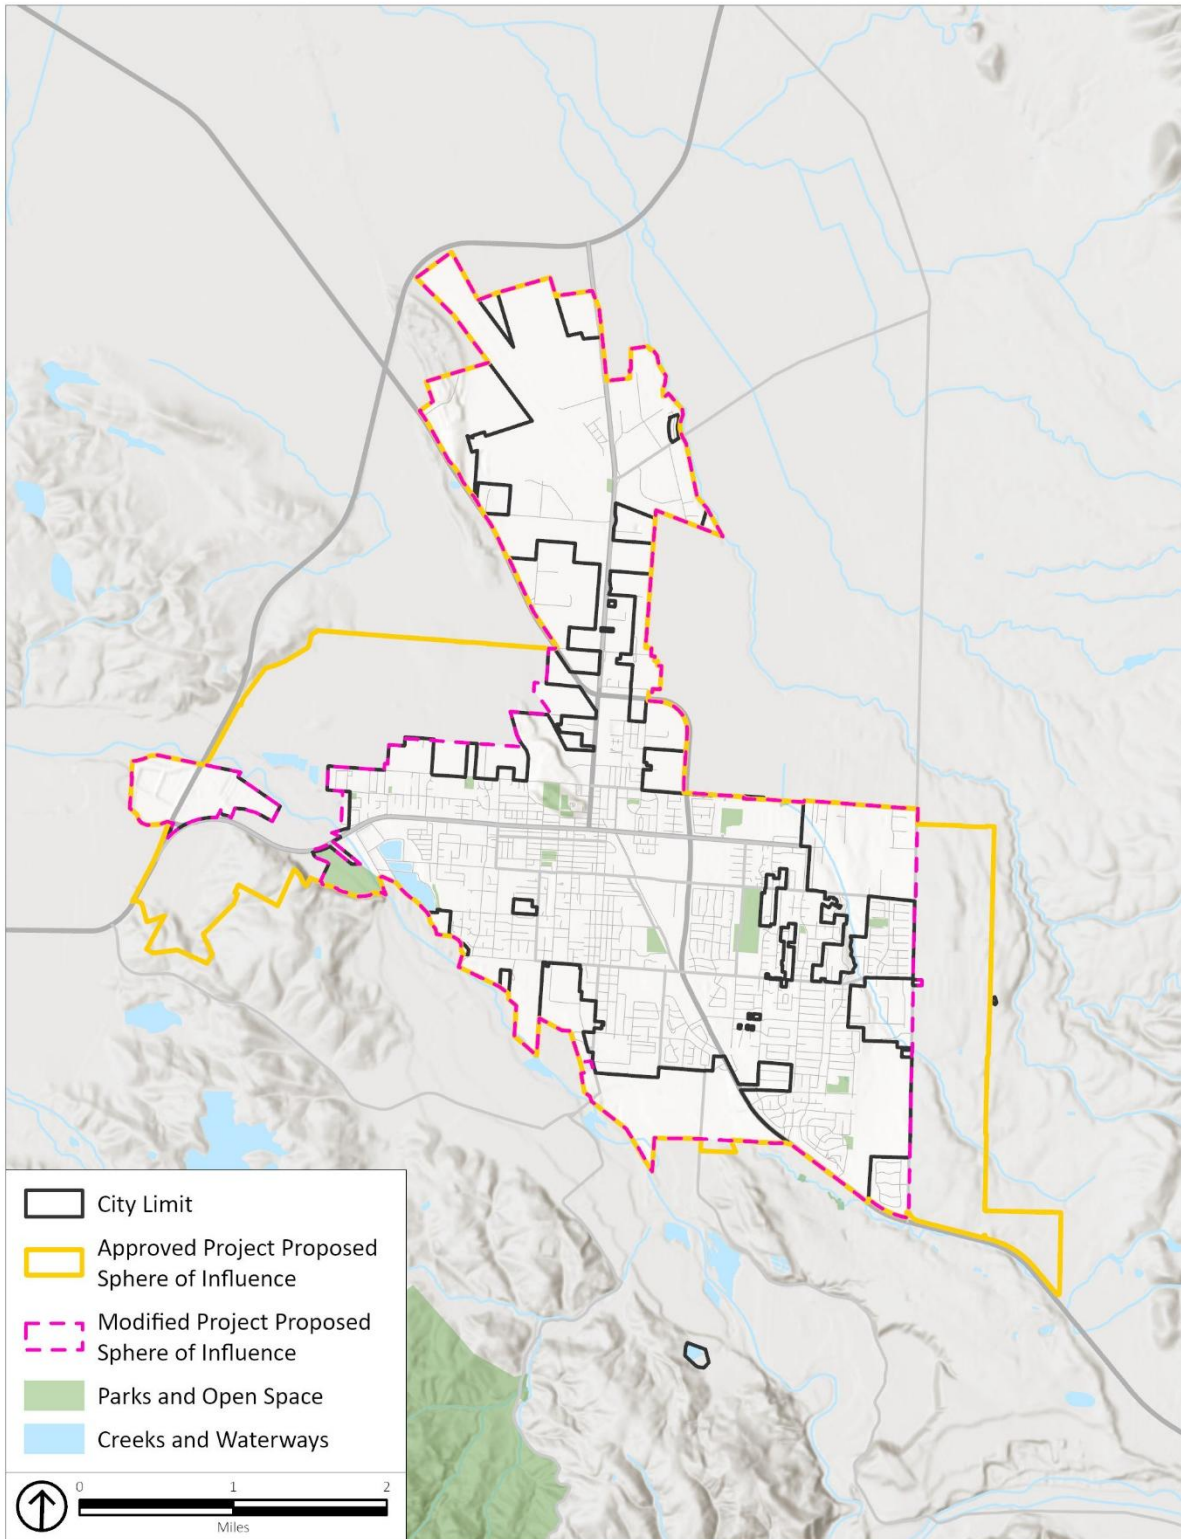 City Limit
Approved Project Proposed
Sphere of Influence
Modified Project Proposed
Sphere of Influence
Parks and Open Space
Creeks and Waterways
0 1 2
Miles